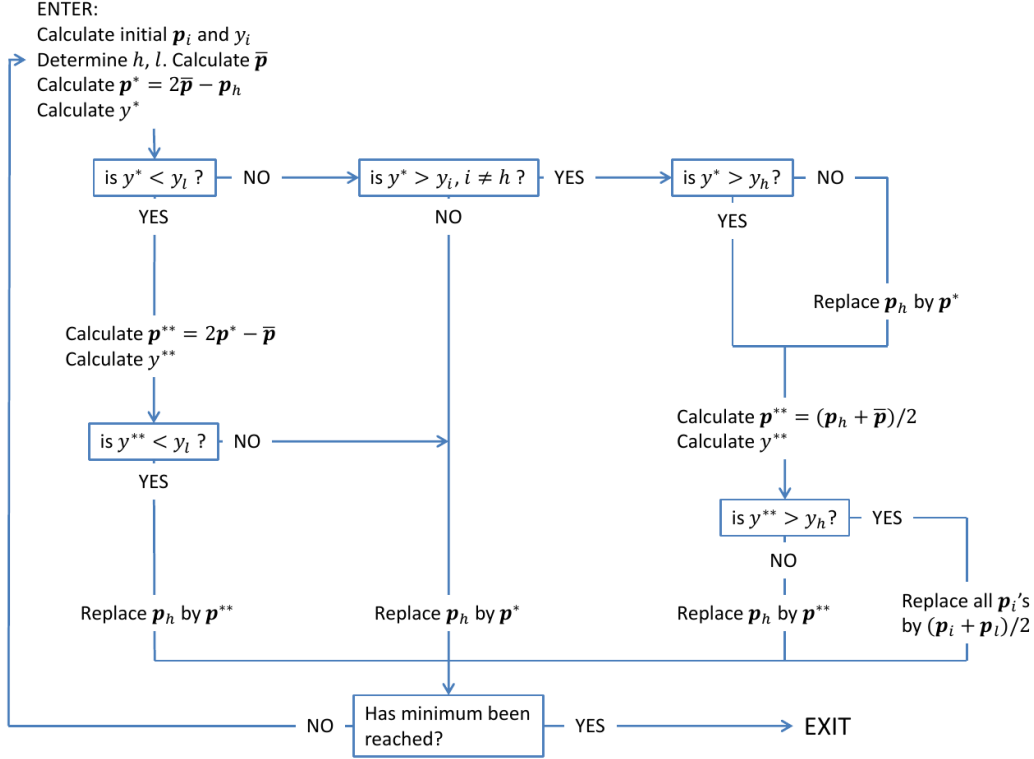 ENTER:
Calculate initial 𝒑ᵢ and 𝑦ᵢ
Determine ℎ, 𝑙. Calculate 𝒑̅
Calculate 𝒑* = 2𝒑̅ − 𝒑ₕ
Calculate 𝑦*
is 𝑦* < 𝑦ₗ ?
NO
is 𝑦* > 𝑦ᵢ, 𝑖 ≠ ℎ ?
YES
is 𝑦* > 𝑦ₕ?
NO
YES
NO
YES
Replace 𝒑ₕ by 𝒑*
Calculate 𝒑** = 2𝒑* − 𝒑̅
Calculate 𝑦**
Calculate 𝒑** = (𝒑ₕ + 𝒑̅)/2
Calculate 𝑦**
is 𝑦** < 𝑦ₗ ?
NO
YES
is 𝑦** > 𝑦ₕ?
YES
NO
Replace 𝒑ₕ by 𝒑**
Replace 𝒑ₕ by 𝒑*
Replace 𝒑ₕ by 𝒑**
Replace all 𝒑ᵢ's
by (𝒑ᵢ + 𝒑ₗ)/2
NO
Has minimum been
reached?
YES
EXIT